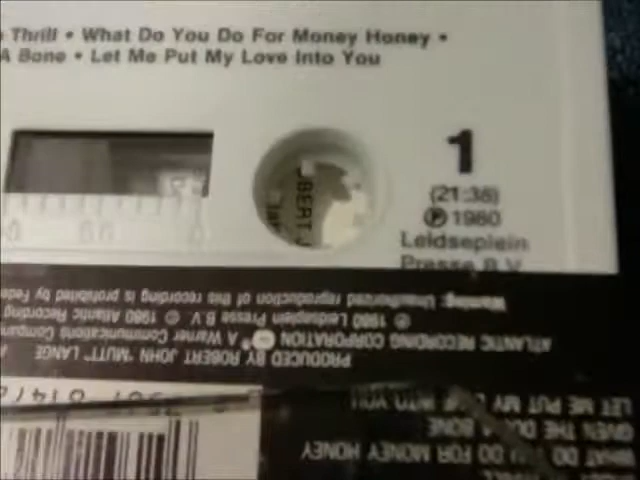 Thrill • What Do You Do For Money Honey •
A Bone • Let Me Put My Love Into You
1
(21:38)
℗ 1980
Leidseplein
Presse B.V.
BERT J
Warning: Unauthorized reproduction of this recording is prohibited by Fede
© 1980 Leidseplein Presse B.V. © 1980 Atlantic Recording
ATLANTIC RECORDING CORPORATION A Warner Communications Company
PRODUCED BY ROBERT JOHN "MUTT" LANGE
LET ME PUT MY LOVE INTO YOU
GIVEN THE DOG A BONE
WHAT DO YOU DO FOR MONEY HONEY